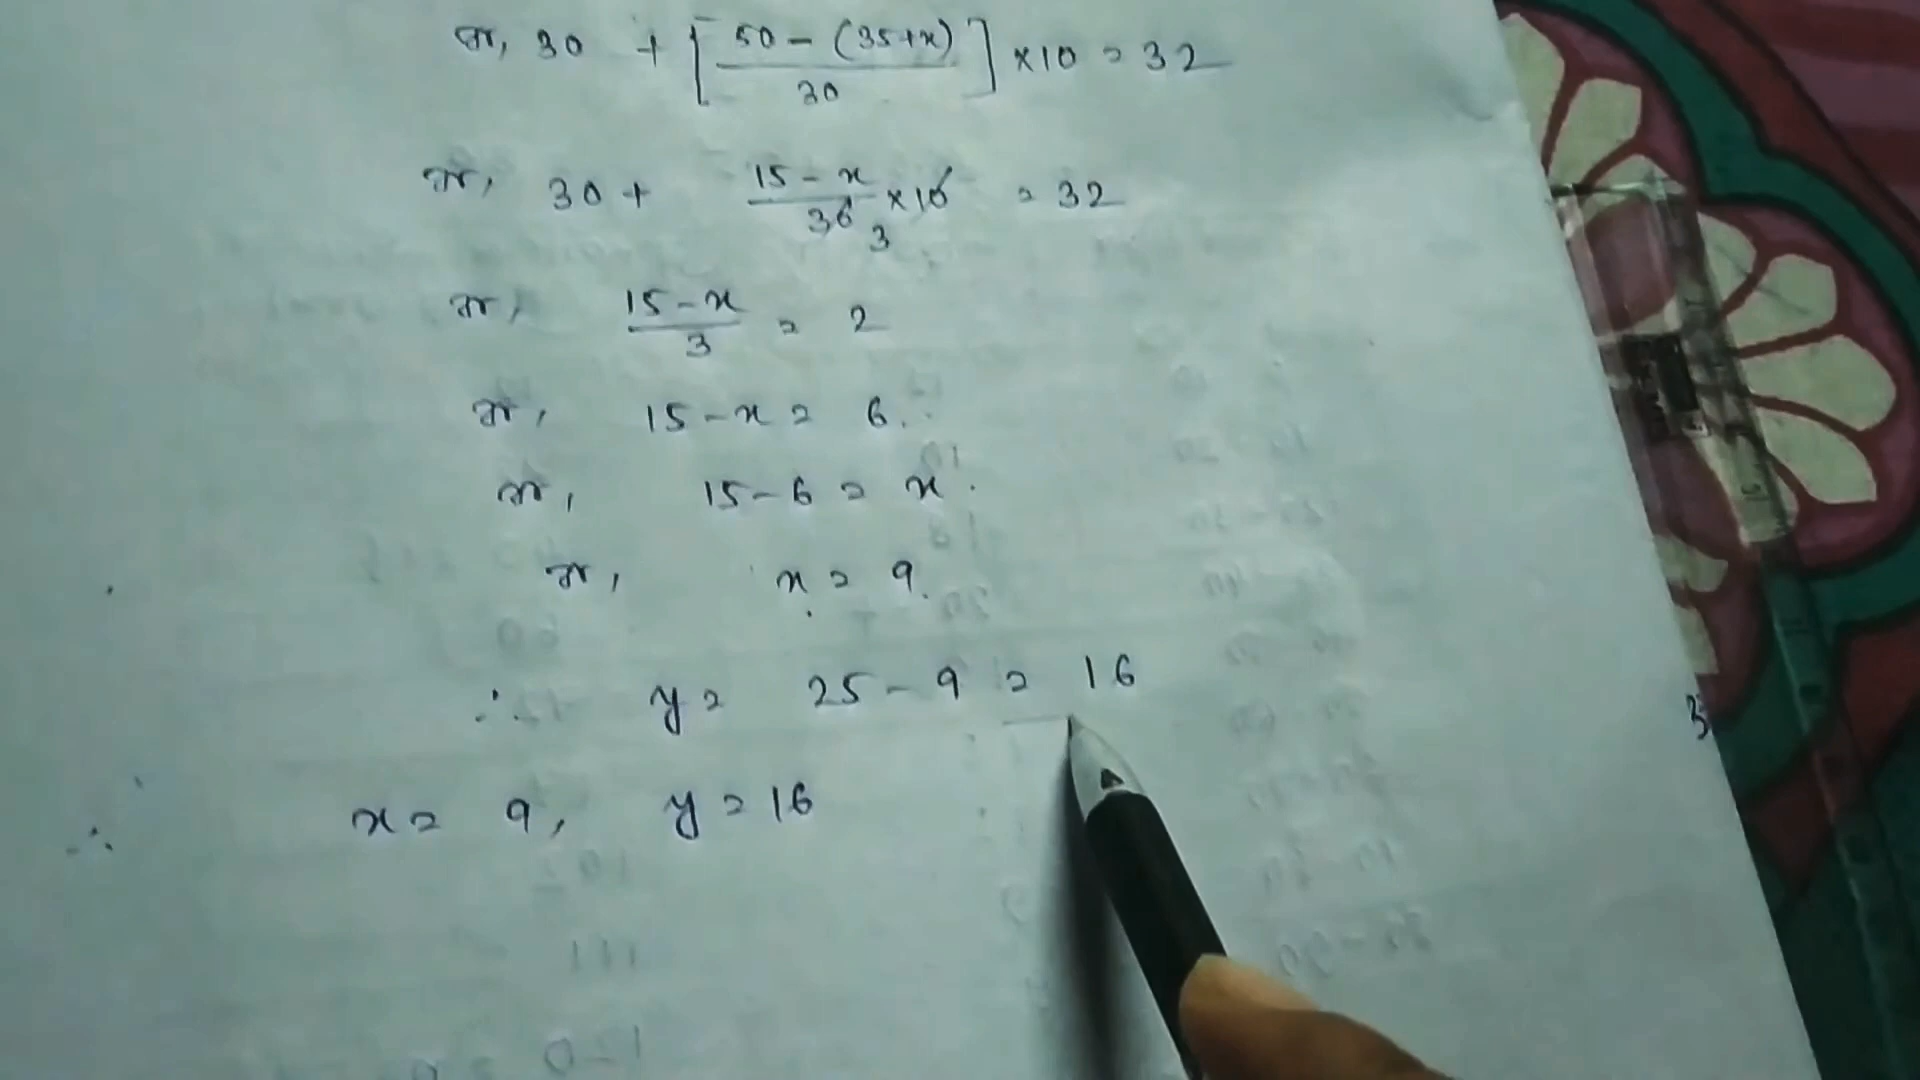 বা, 30 + [50 - (35+x) / 30] ×10 = 32
বা, 30 + 15 - x / 30 ×10 = 32
3
বা, 15 - x / 3 = 2
বা, 15 - x = 6.
বা, 15 - 6 = x.
বা, x = 9.
∴ y = 25 - 9 = 16
∴ x = 9, y = 16